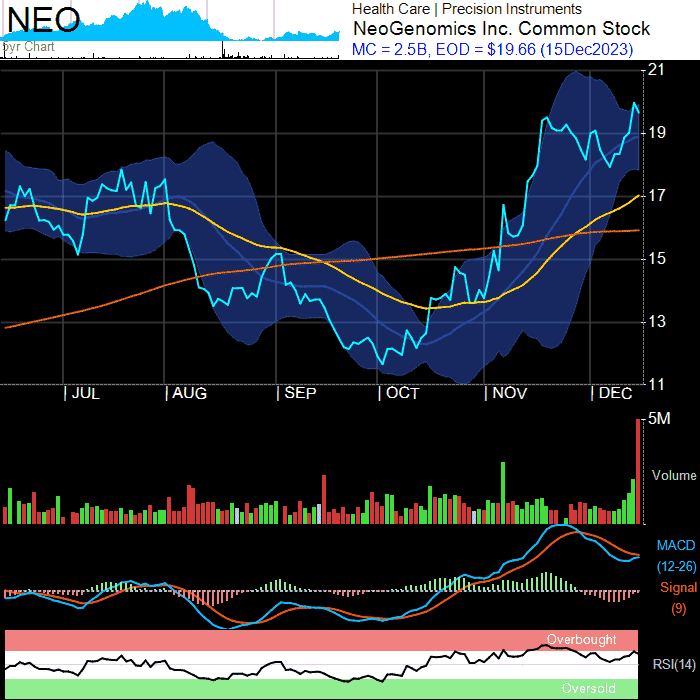 NEO
5yr Chart
Health Care | Precision Instruments
NeoGenomics Inc. Common Stock
MC = 2.5B, EOD = $19.66 (15Dec2023)
21
19
17
15
13
11
| JUL | AUG | SEP | OCT | NOV | DEC
5M
Volume
MACD
(12-26)
Signal
(9)
Overbought
RSI(14)
Oversold